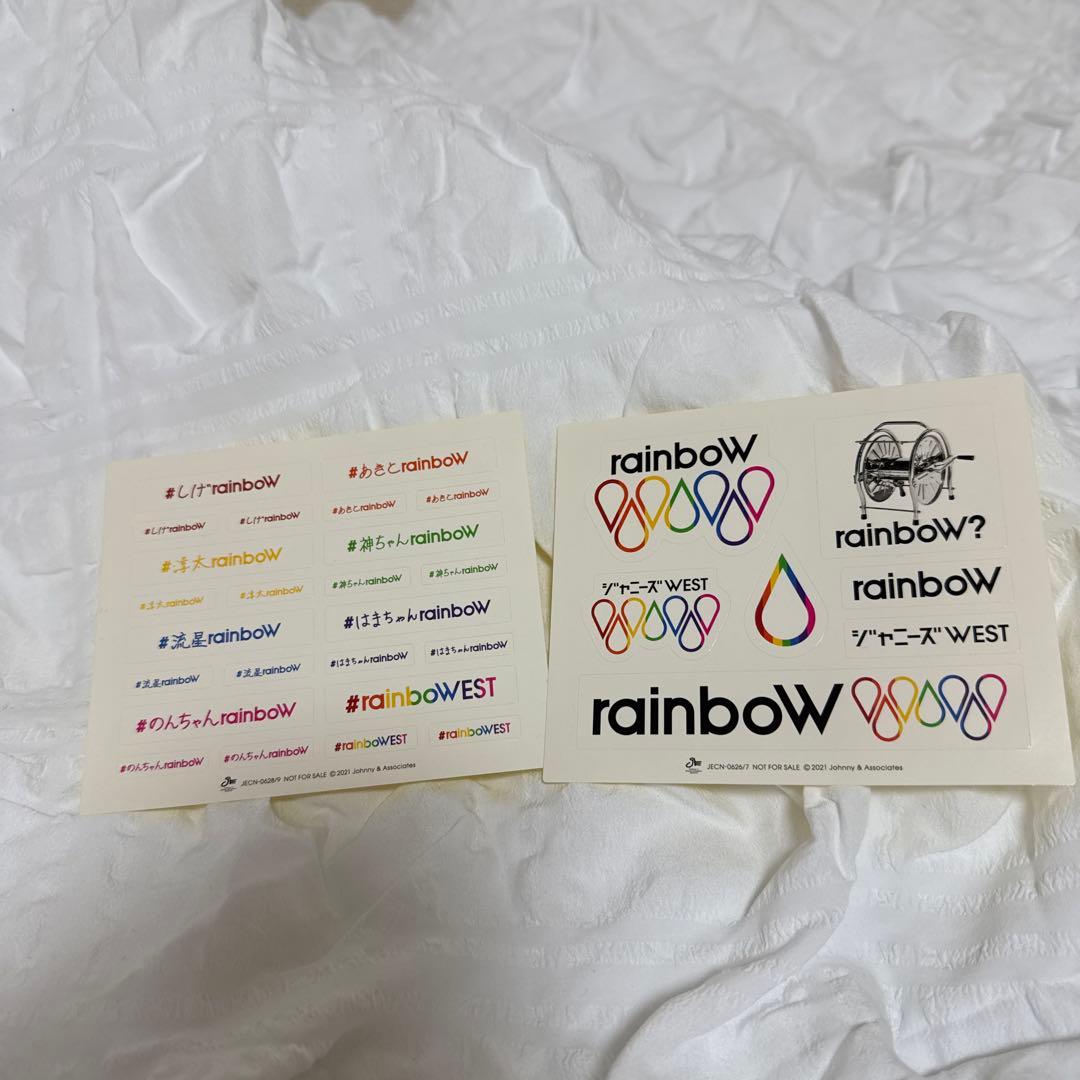 #しげrainboW
#しげrainboW
#しげrainboW
#淳太rainboW
#淳太rainboW
#淳太rainboW
#流星rainboW
#流星rainboW
#流星rainboW
#のんちゃんrainboW
#のんちゃんrainboW
#のんちゃんrainboW
#あきとrainboW
#あきとrainboW
#あきとrainboW
#神ちゃんrainboW
#神ちゃんrainboW
#神ちゃんrainboW
#はまちゃんrainboW
#はまちゃんrainboW
#はまちゃんrainboW
#rainboWEST
#rainboWEST
#rainboWEST
JECN-0628/9 NOT FOR SALE ©2021 Johnny & Associates
rainboW
rainboW?
ジャニーズWEST
rainboW
ジャニーズWEST
rainboW
JECN-0626/7 NOT FOR SALE ©2021 Johnny & Associates